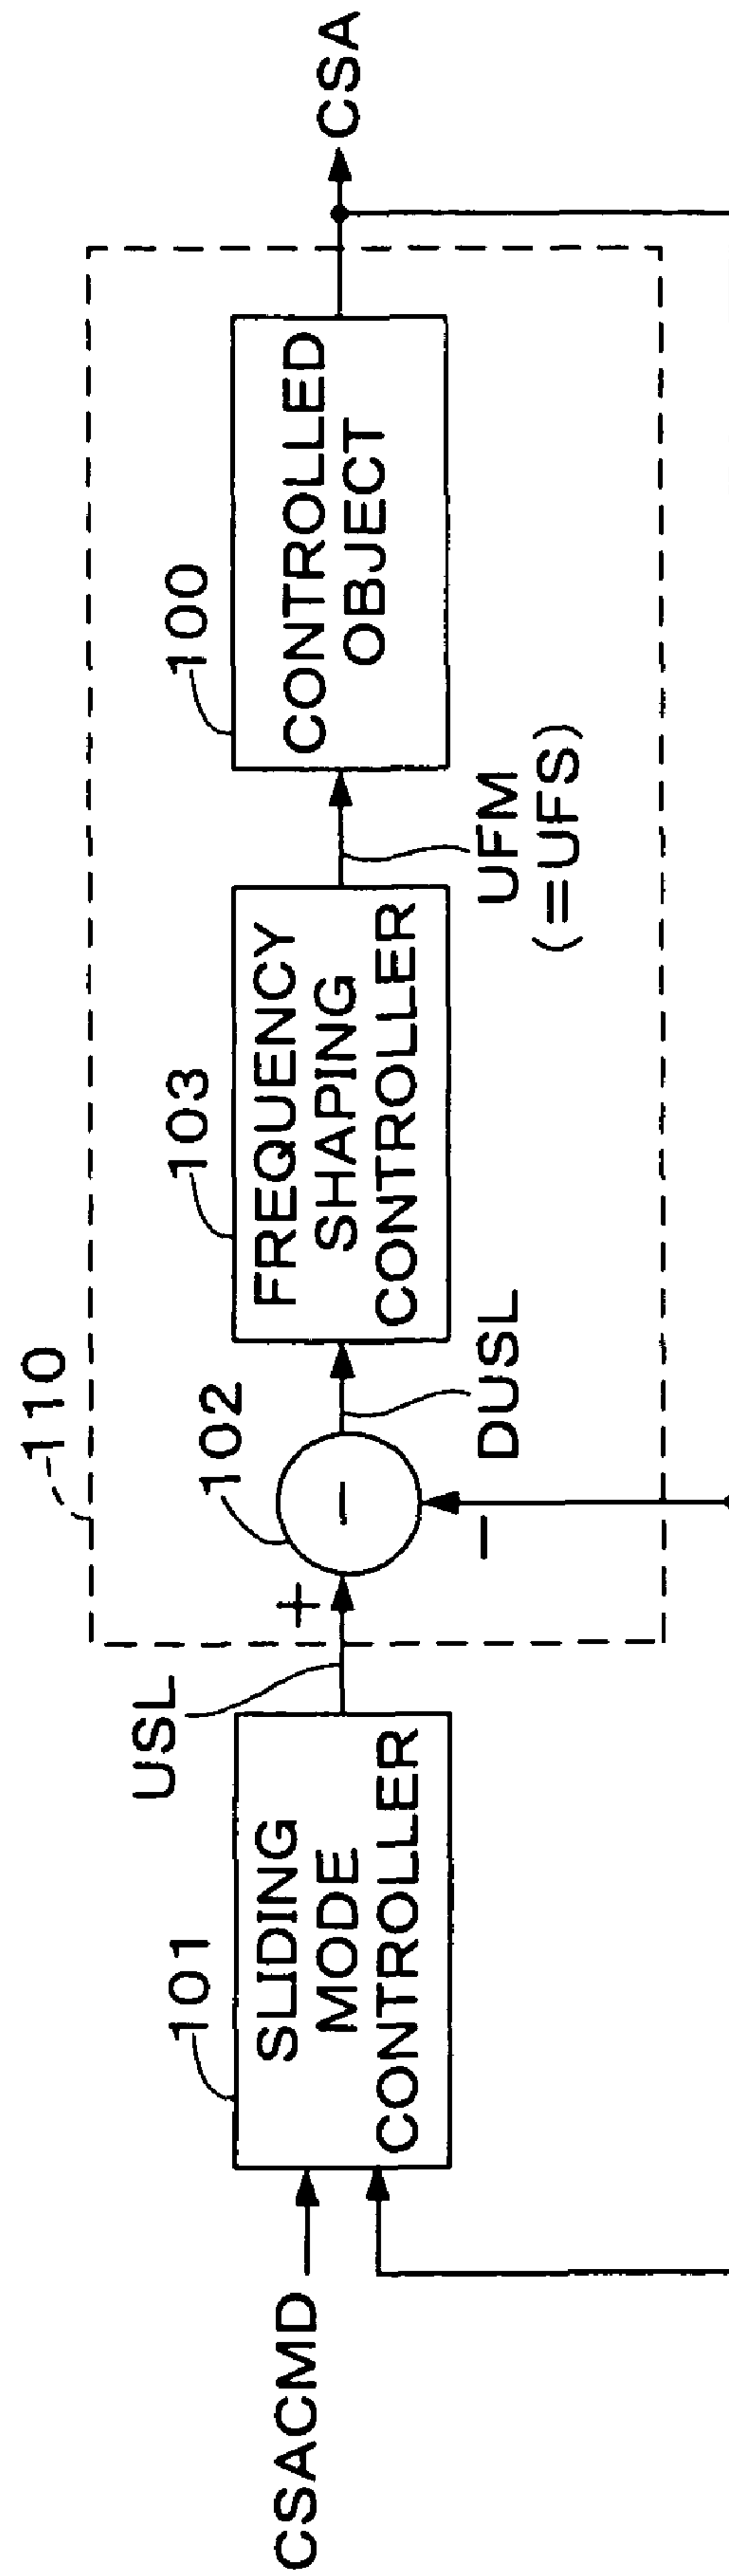 110
CSACMD
101
SLIDING
MODE
CONTROLLER
USL
+
102
−
−
DUSL
103
FREQUENCY
SHAPING
CONTROLLER
UFM
(=UFS)
100
CONTROLLED
OBJECT
CSA